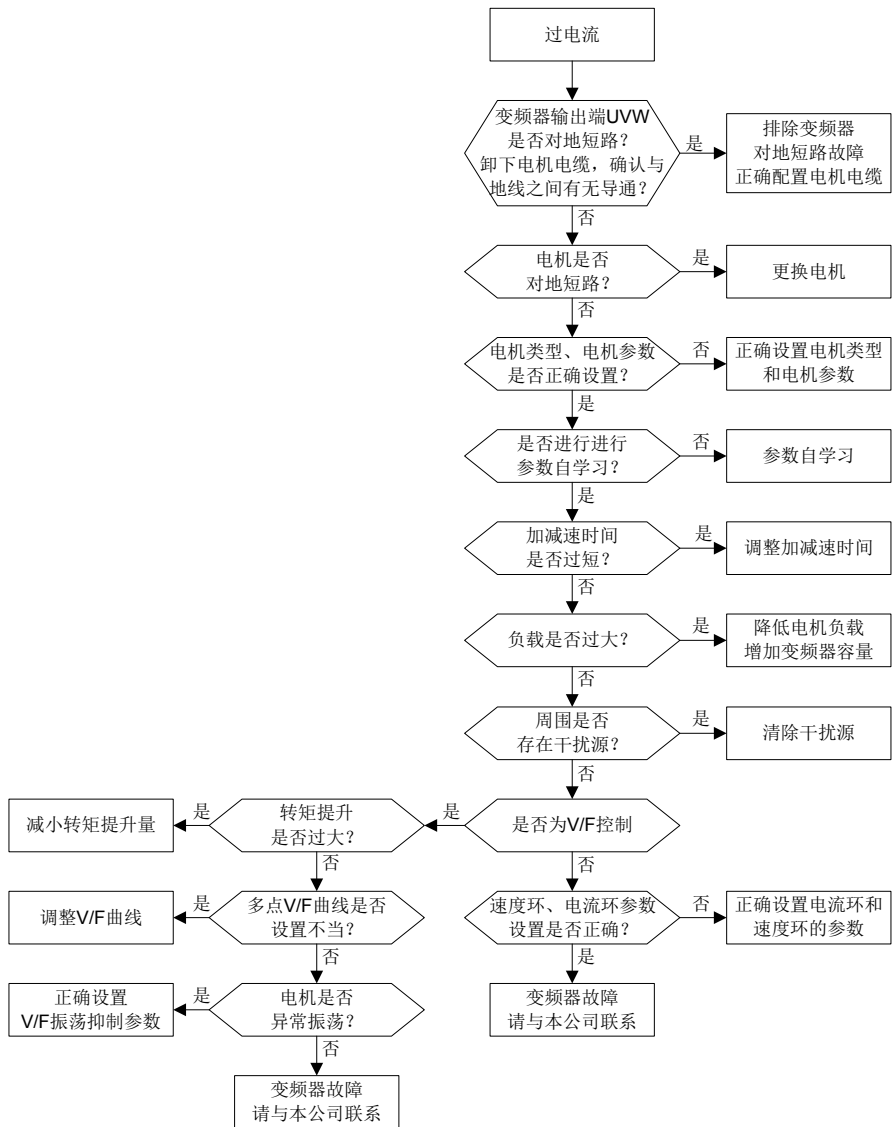 过电流
变频器输出端UVW
是否对地短路？
卸下电机电缆，确认与
地线之间有无导通？
是
排除变频器
对地短路故障
正确配置电机电缆
否
电机是否
对地短路？
是
更换电机
否
电机类型、电机参数
是否正确设置？
否
正确设置电机类型
和电机参数
是
是否进行进行
参数自学习？
否
参数自学习
是
加减速时间
是否过短？
是
调整加减速时间
否
负载是否过大？
是
降低电机负载
增加变频器容量
否
周围是否
存在干扰源？
是
清除干扰源
否
是否为V/F控制
是
转矩提升
是否过大？
是
减小转矩提升量
否
多点V/F曲线是否
设置不当？
是
调整V/F曲线
否
电机是否
异常振荡？
是
正确设置
V/F振荡抑制参数
否
变频器故障
请与本公司联系
否
速度环、电流环参数
设置是否正确？
否
正确设置电流环和
速度环的参数
是
变频器故障
请与本公司联系